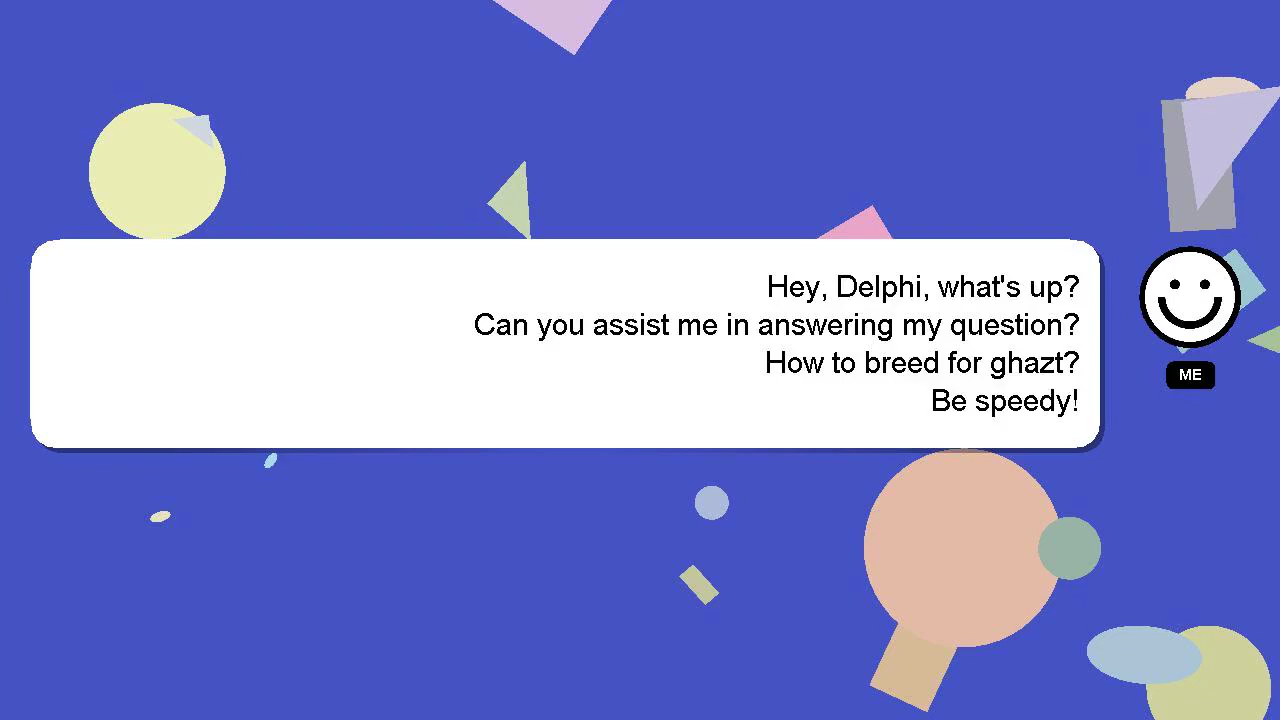 Hey, Delphi, what's up?
Can you assist me in answering my question?
How to breed for ghazt?
Be speedy!
ME